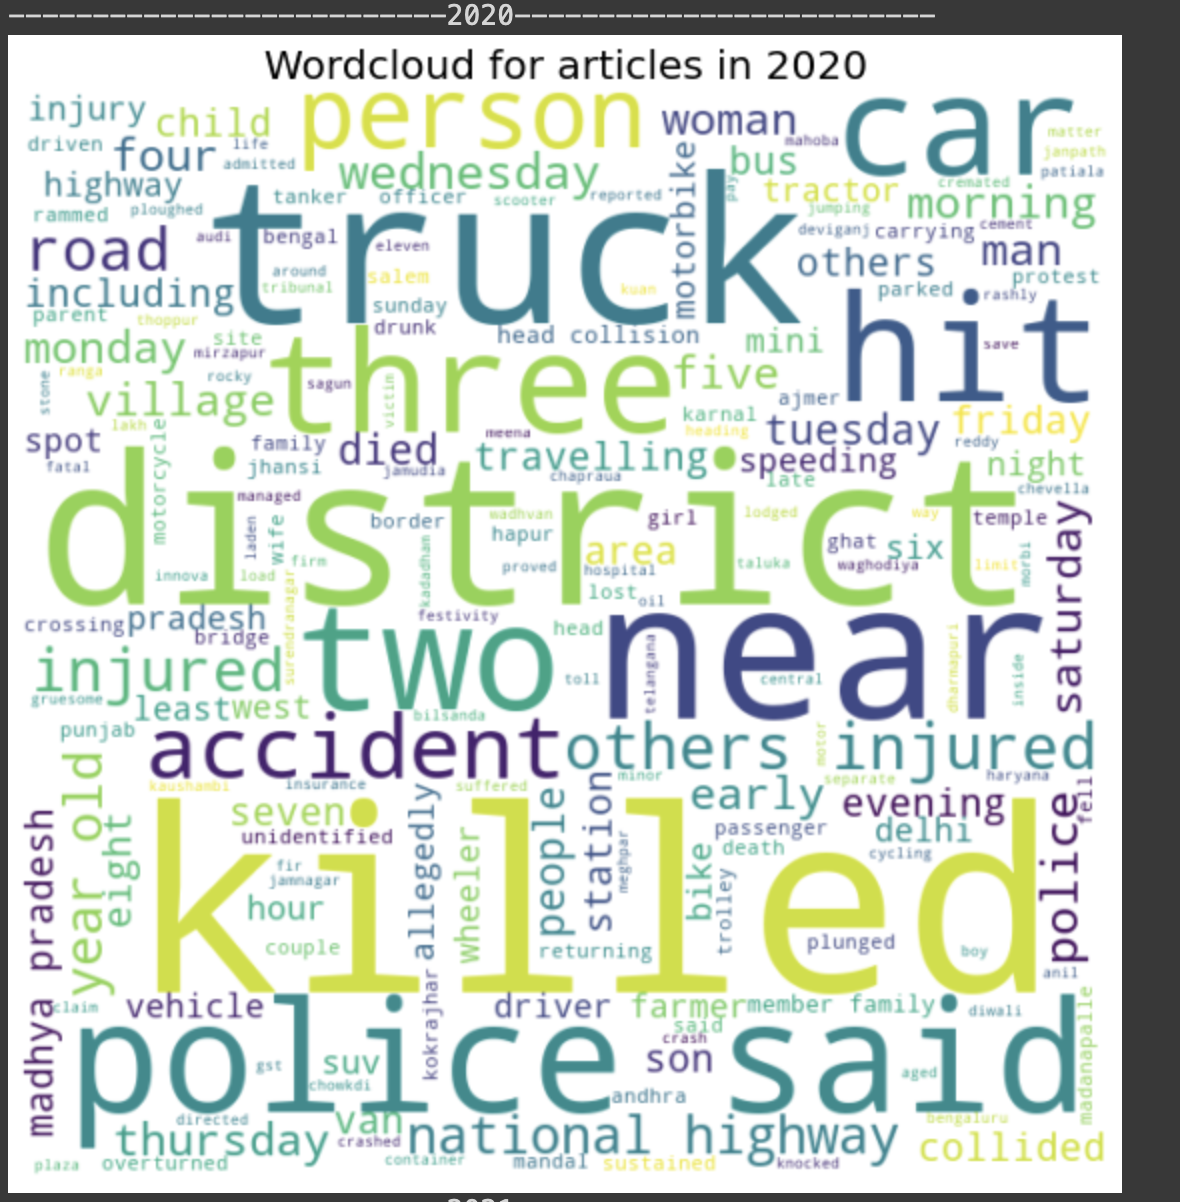 2020
Wordcloud for articles in 2020
injury
child
person
woman
car
driven
four
life
admitted
wednesday
motorbike
mahoba
bus
pay
matter
janpath
patiala
highway
tanker
officer
scooter
reported
tractor
cremated
jumping
morning
rammed
ploughed
truck
deviganj
carrying
cement
road
audi
bengal
eleven
others
man
around
tribunal
salem
kuan
parked
protest
rashly
including
sunday
parent
thoppur
drunk
head collision
mini
hit
save
monday
site
mirzapur
three
five
ranga
rocky
sagun
victim
ajmer
stone
village
karnal
heading
tuesday
friday
reddy
lakh
spot
fatal
motorcycle
family
died
meena
jhansi
jamudia
travelling
chapraua
speeding
late
night
chevella
managed
district
border
wadhvan
girl
lodged
way
temple
laden
wife
firm
kadadham
hapur
area
ghat
six
innova
load
proved
hospital
taluka
waghodiya
limit
morbi
lost
oil
saturday
crossing
pradesh
bridge
surendranagar
festivity
two
head
near
injured
toll
telangana
central
dharmapuri
inside
gruesome
least
west
bilsanda
punjab
accident
others
motor
injured
kaushambi
insurance
suffered
minor
separate
haryana
fell
year old
seven
early
evening
unidentified
allegedly
people
station
passenger
delhi
eight
wheeler
meghpar
death
cycling
police
killed
fir
jamnagar
hour
bike
trolley
couple
returning
plunged
boy
anil
madhya pradesh
claim
vehicle
kokrajhar
driver
farmer
member family
diwali
said
madanapalle
police
crash
said
gst
suv
chowkdi
son
aged
andhra
directed
van
bengaluru
thursday
crashed
national highway
collided
plaza
overturned
container
mandal
sustained
knocked